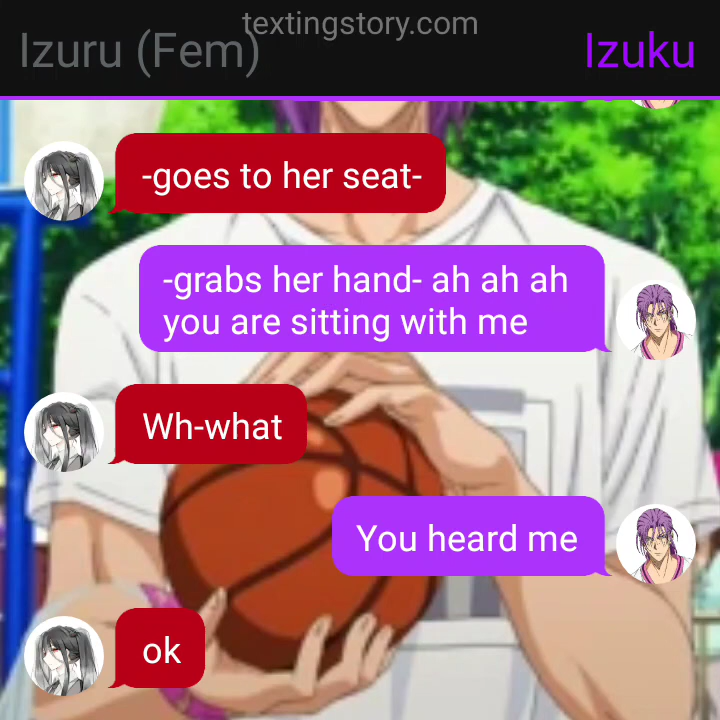 textingstory.com
Izuru (Fem)
Izuku
-goes to her seat-
-grabs her hand- ah ah ah
you are sitting with me
Wh-what
You heard me
ok